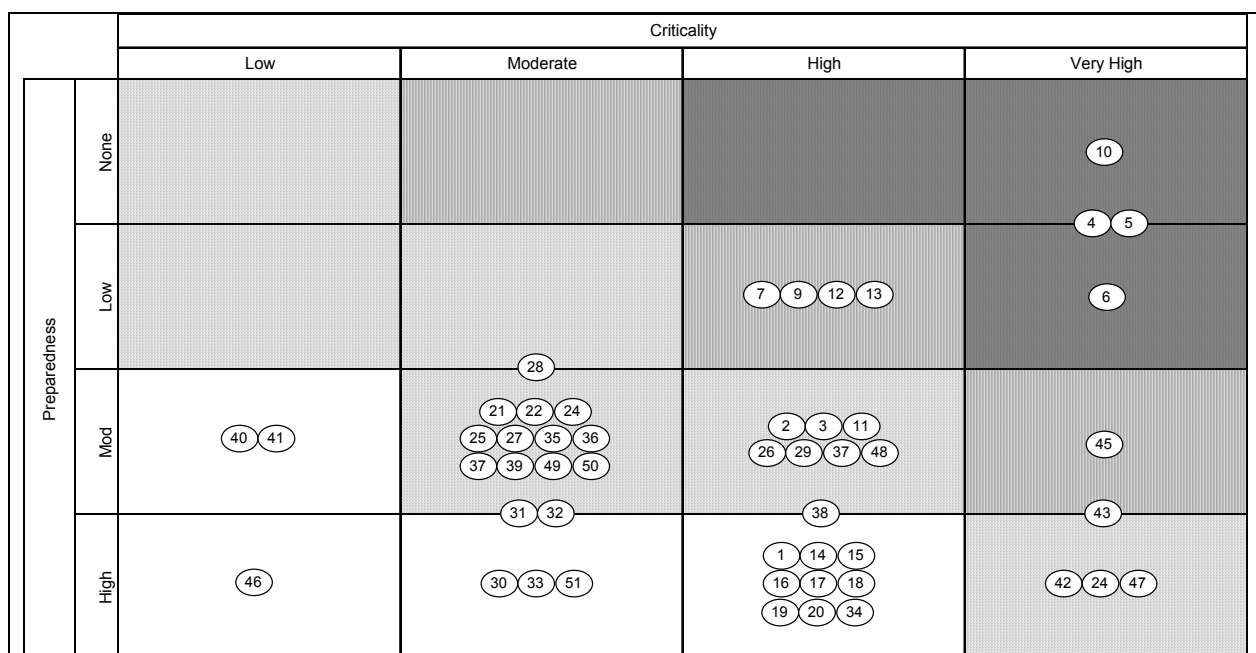 Criticality
Low Moderate High Very High
Preparedness
None
10
4 5
Low
7 9 12 13
6
28
Mod
40 41
21 22 24
25 27 35 36
37 39 49 50
2 3 11
26 29 37 48
45
31 32
38
43
High
46
30 33 51
1 14 15
16 17 18
19 20 34
42 24 47